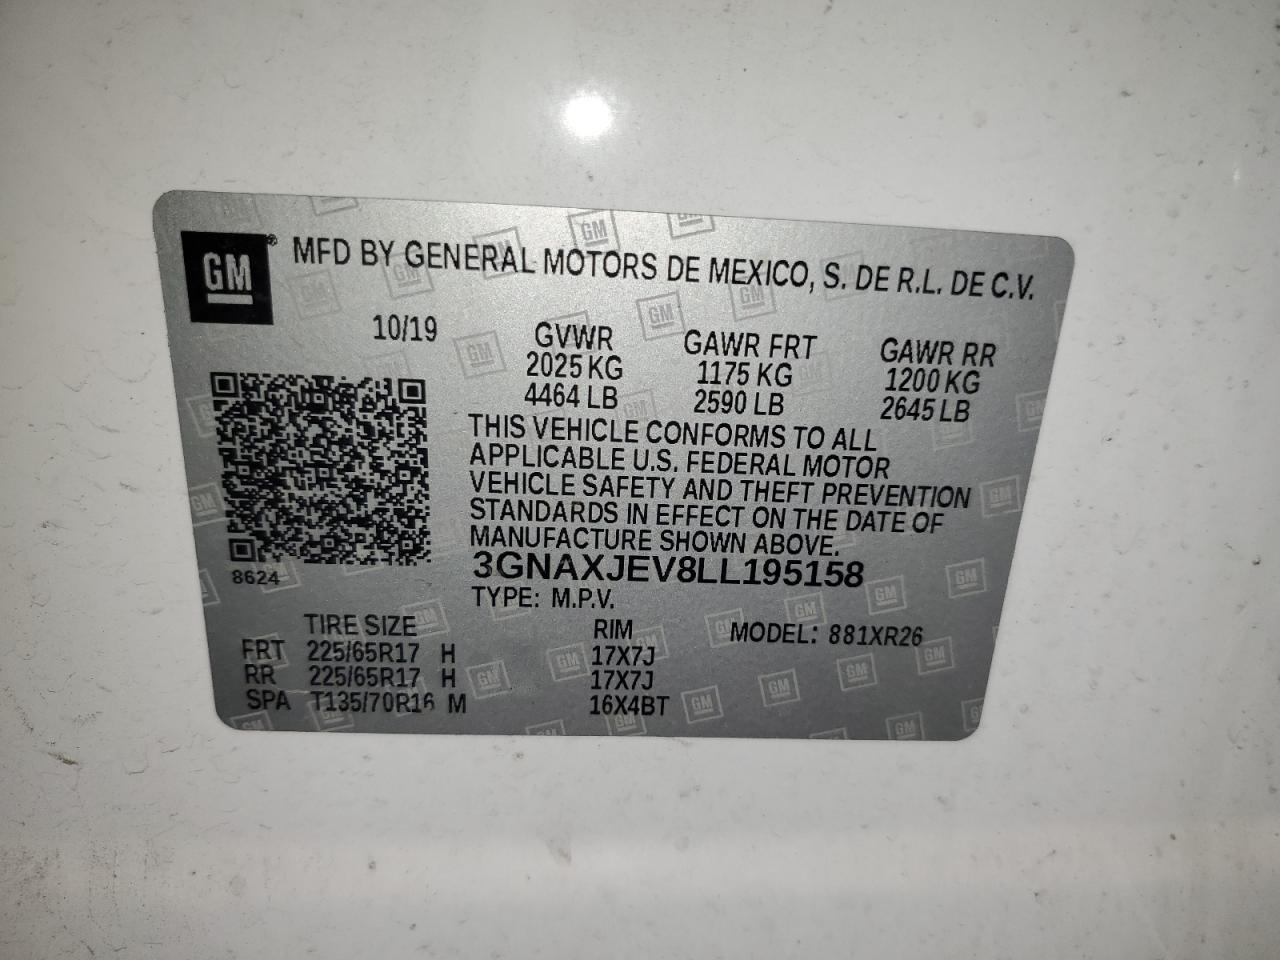 GM® MFD BY GENERAL MOTORS DE MEXICO, S. DE R.L. DE C.V.
10/19 GVWR GAWR FRT GAWR RR
2025 KG 1175 KG 1200 KG
4464 LB 2590 LB 2645 LB
THIS VEHICLE CONFORMS TO ALL
APPLICABLE U.S. FEDERAL MOTOR
VEHICLE SAFETY AND THEFT PREVENTION
STANDARDS IN EFFECT ON THE DATE OF
MANUFACTURE SHOWN ABOVE.
8624 3GNAXJEV8LL195158
TYPE: M.P.V.
TIRE SIZE RIM MODEL: 881XR26
FRT 225/65R17 H 17X7J
RR 225/65R17 H 17X7J
SPA T135/70R16 M 16X4BT